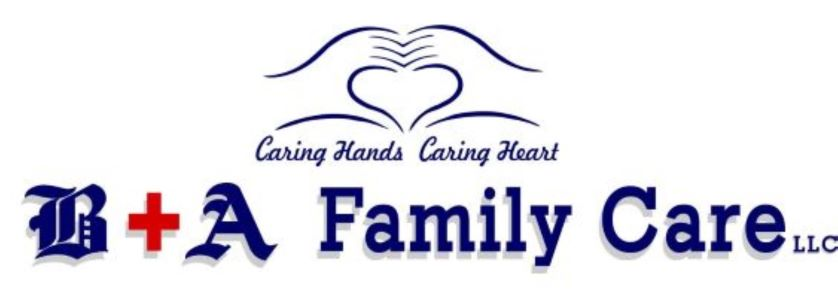 Caring Hands Caring Heart
B + A Family Care LLC